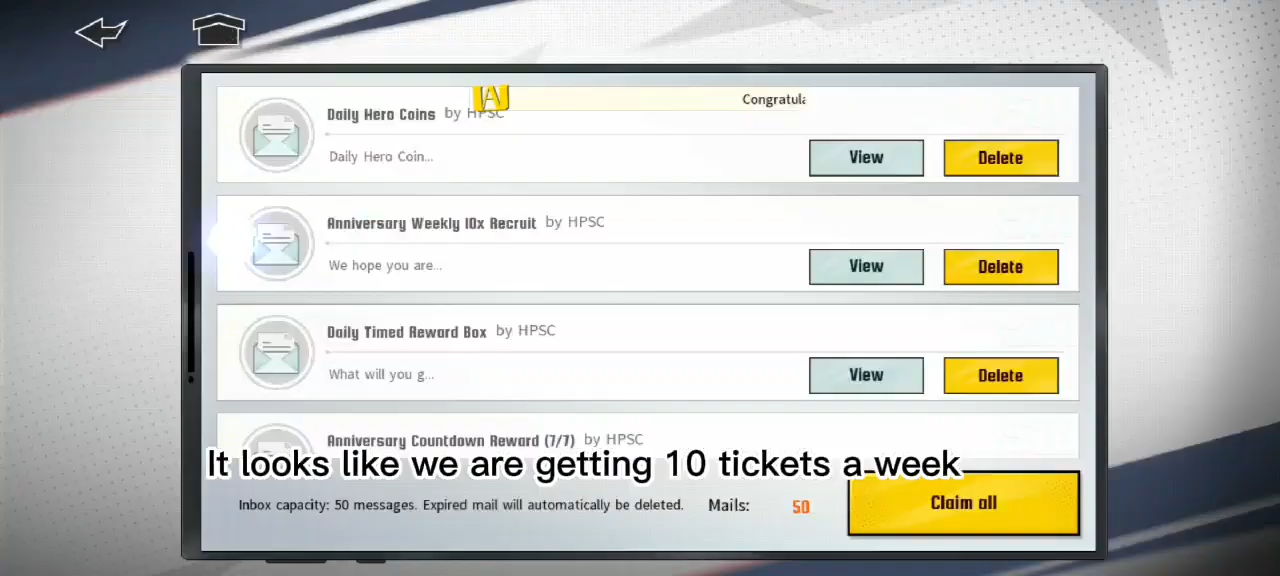 A
Congratula
Daily Hero Coins by HPSC
Daily Hero Coin...
View
Delete
Anniversary Weekly 10x Recruit by HPSC
We hope you are...
View
Delete
Daily Timed Reward Box by HPSC
What will you g...
View
Delete
Anniversary Countdown Reward (7/7) by HPSC
It looks like we are getting 10 tickets a week
Inbox capacity: 50 messages. Expired mail will automatically be deleted. Mails: 50
Claim all